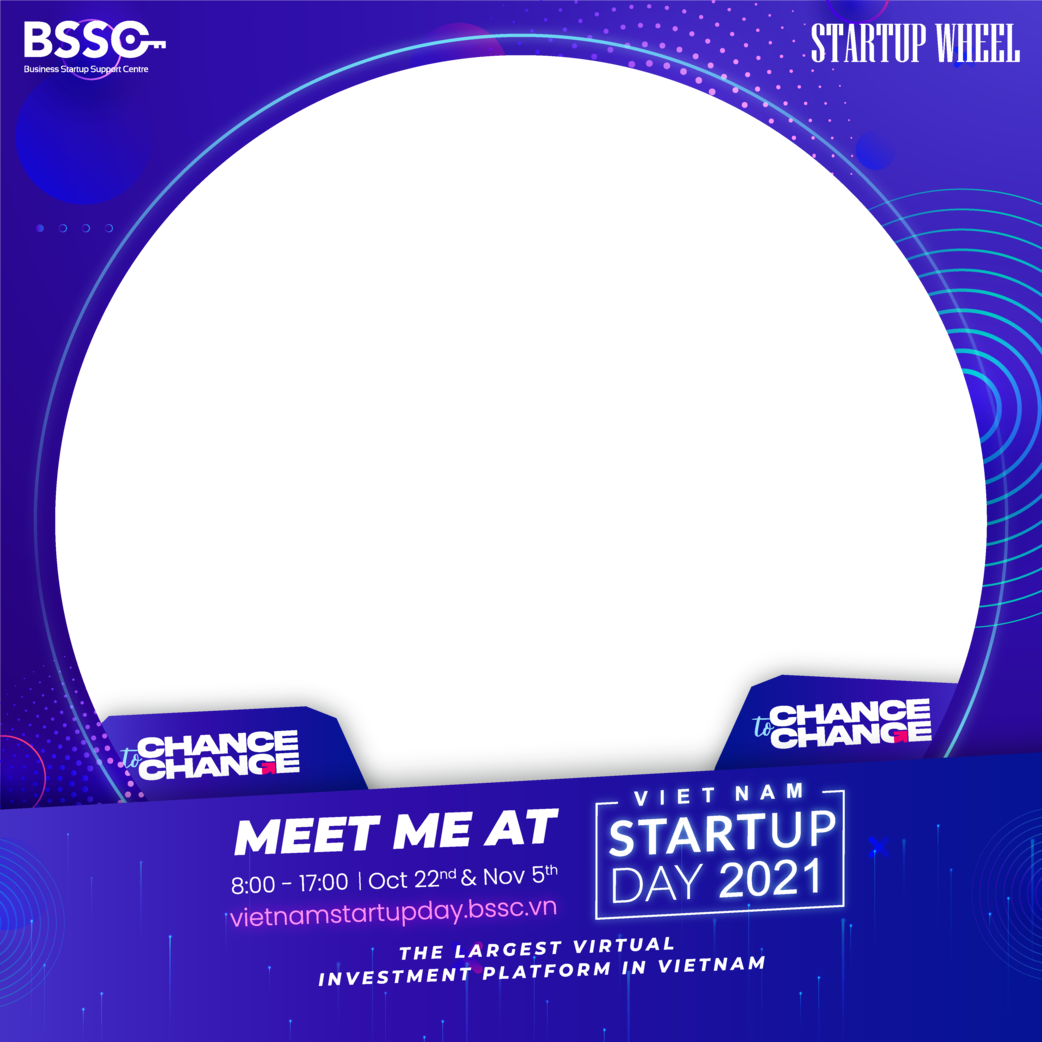 BSSC
Business Startup Support Centre
STARTUP WHEEL
to CHANCE
CHANGE
to CHANCE
CHANGE
MEET ME AT
8:00 - 17:00 | Oct 22nd & Nov 5th
vietnamstartupday.bssc.vn
VIET NAM
STARTUP
DAY 2021
THE LARGEST VIRTUAL
INVESTMENT PLATFORM IN VIETNAM